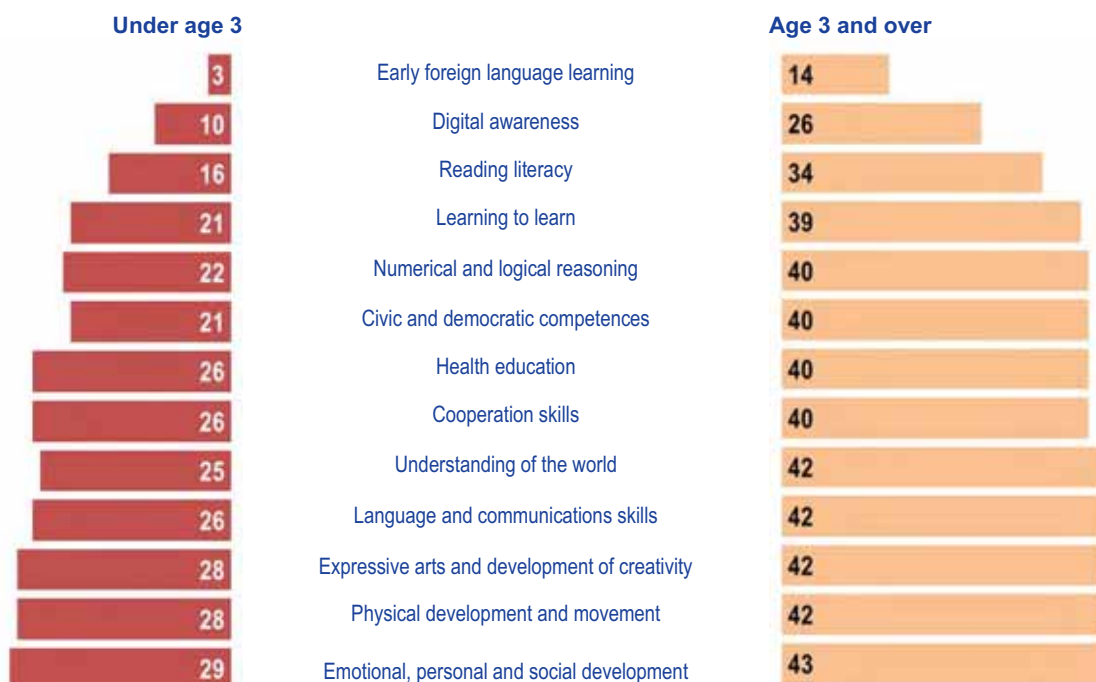 Under age 3 Age 3 and over
3 Early foreign language learning 14
10 Digital awareness 26
16 Reading literacy 34
21 Learning to learn 39
22 Numerical and logical reasoning 40
21 Civic and democratic competences 40
26 Health education 40
26 Cooperation skills 40
25 Understanding of the world 42
26 Language and communications skills 42
28 Expressive arts and development of creativity 42
28 Physical development and movement 42
29 Emotional, personal and social development 43